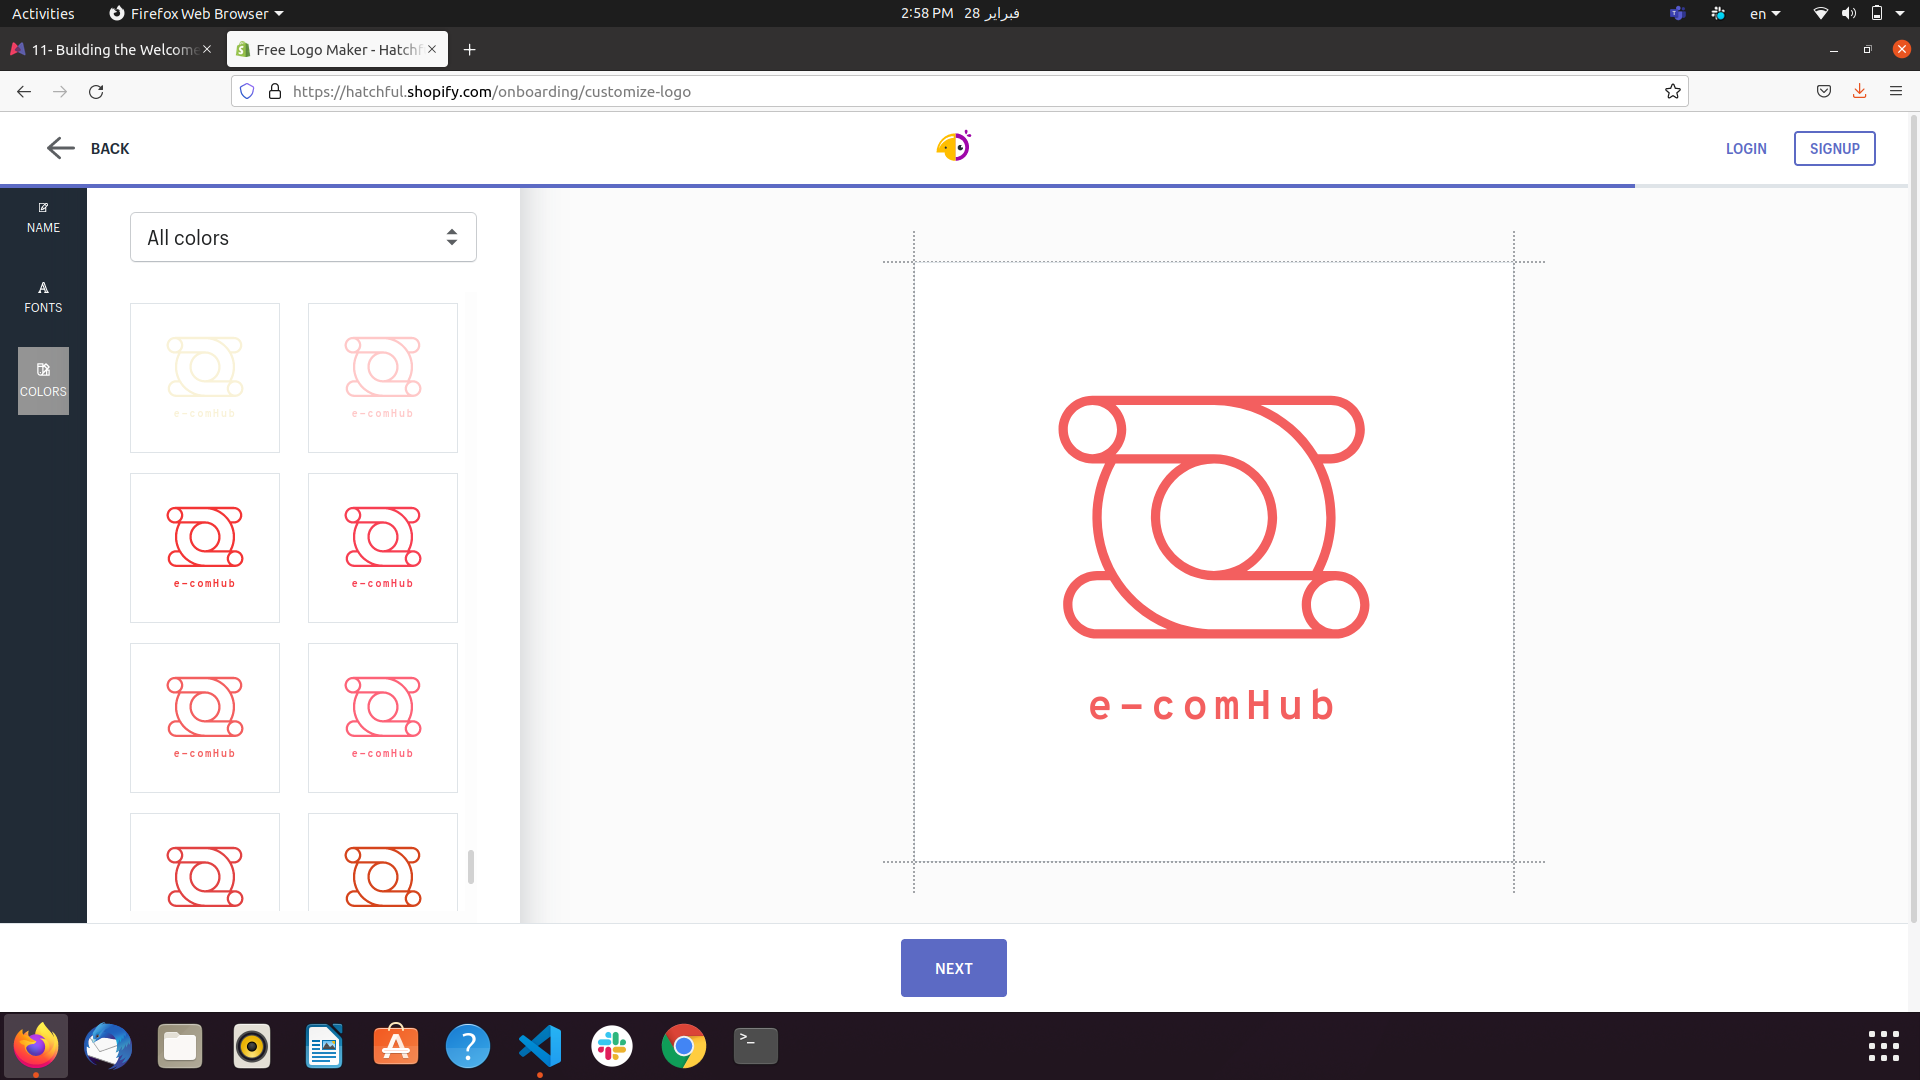 Activities
Firefox Web Browser
2:58 PM 28 فبراير
en
11- Building the Welcome
Free Logo Maker - Hatchf
https://hatchful.shopify.com/onboarding/customize-logo
BACK
LOGIN
SIGNUP
NAME
FONTS
COLORS
All colors
e-comHub
e-comHub
e-comHub
e-comHub
e-comHub
e-comHub
e-comHub
NEXT